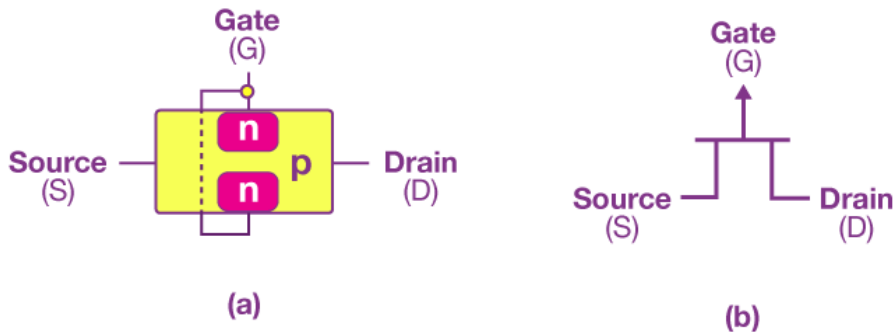 Gate
(G)
n
n
p
Source
(S)
Drain
(D)
(a)
Gate
(G)
Source
(S)
Drain
(D)
(b)